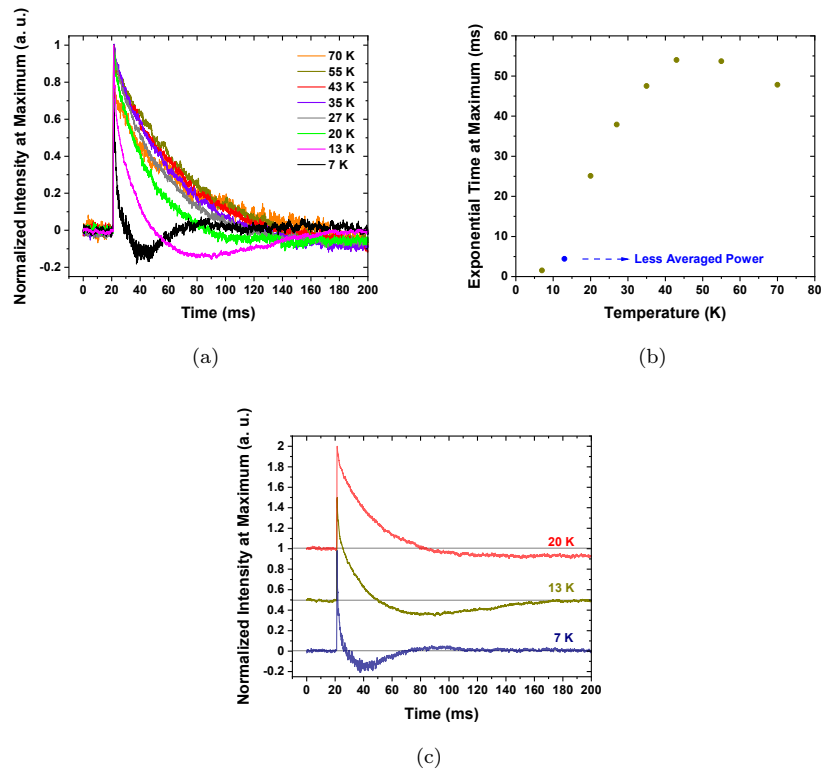 Normalized Intensity at Maximum (a. u.)
1
0.8
0.6
0.4
0.2
0
-0.2
0 20 40 60 80 100 120 140 160 180 200
Time (ms)
70 K
55 K
43 K
35 K
27 K
20 K
13 K
7 K
(a)
Exponential Time at Maximum (ms)
60
50
40
30
20
10
0
0 10 20 30 40 50 60 70 80
Temperature (K)
Less Averaged Power
(b)
Normalized Intensity at Maximum (a. u.)
2
1.8
1.6
1.4
1.2
1
0.8
0.6
0.4
0.2
0
-0.2
0 20 40 60 80 100 120 140 160 180 200
Time (ms)
20 K
13 K
7 K
(c)